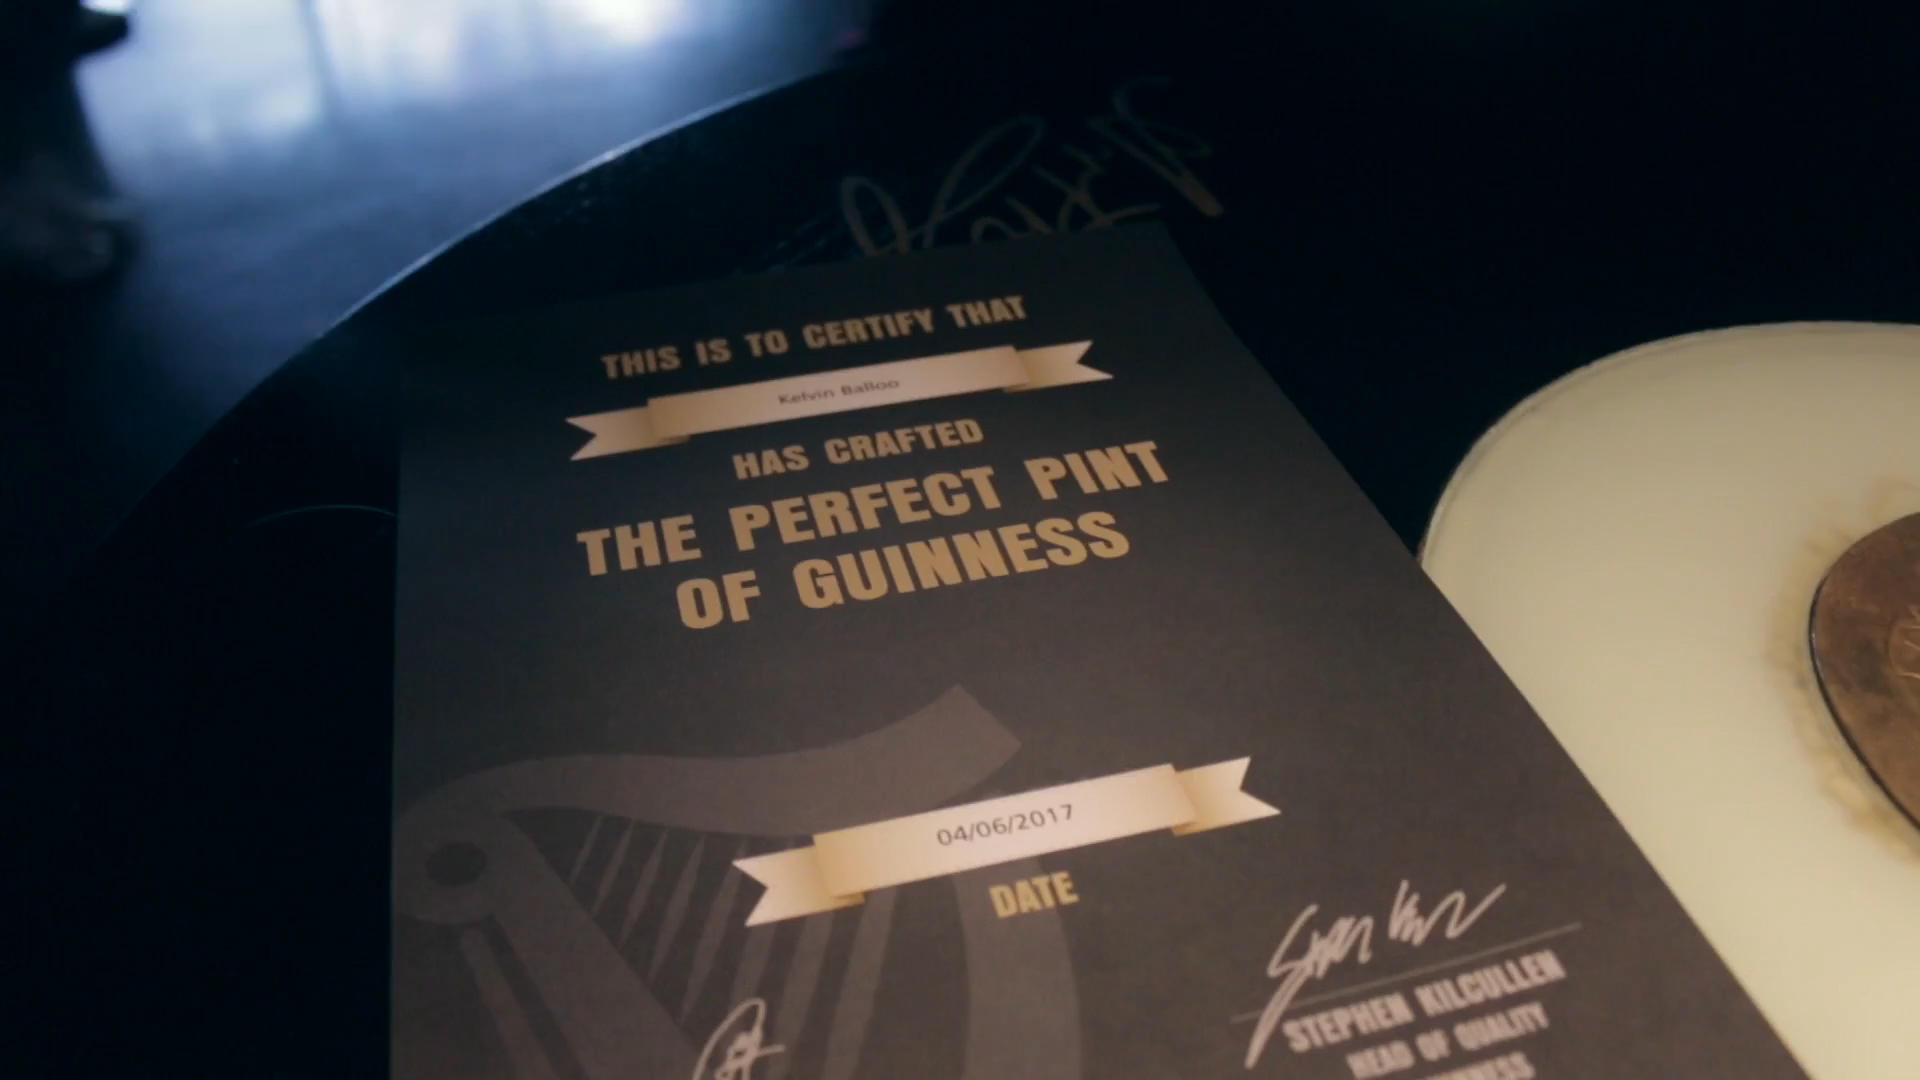 THIS IS TO CERTIFY THAT
Kelvin Balloo
HAS CRAFTED
THE PERFECT PINT
OF GUINNESS
04/06/2017
DATE
STEPHEN KILCULLEN
HEAD OF QUALITY